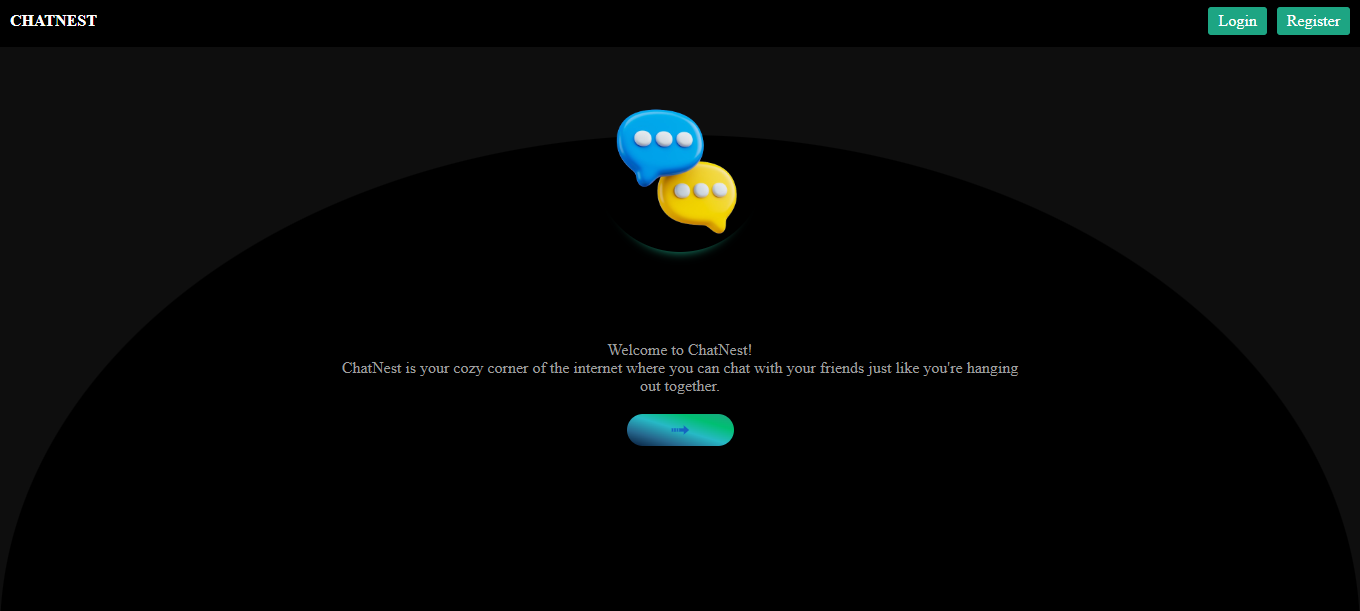 CHATNEST
Login
Register
Welcome to ChatNest!
ChatNest is your cozy corner of the internet where you can chat with your friends just like you're hanging
out together.